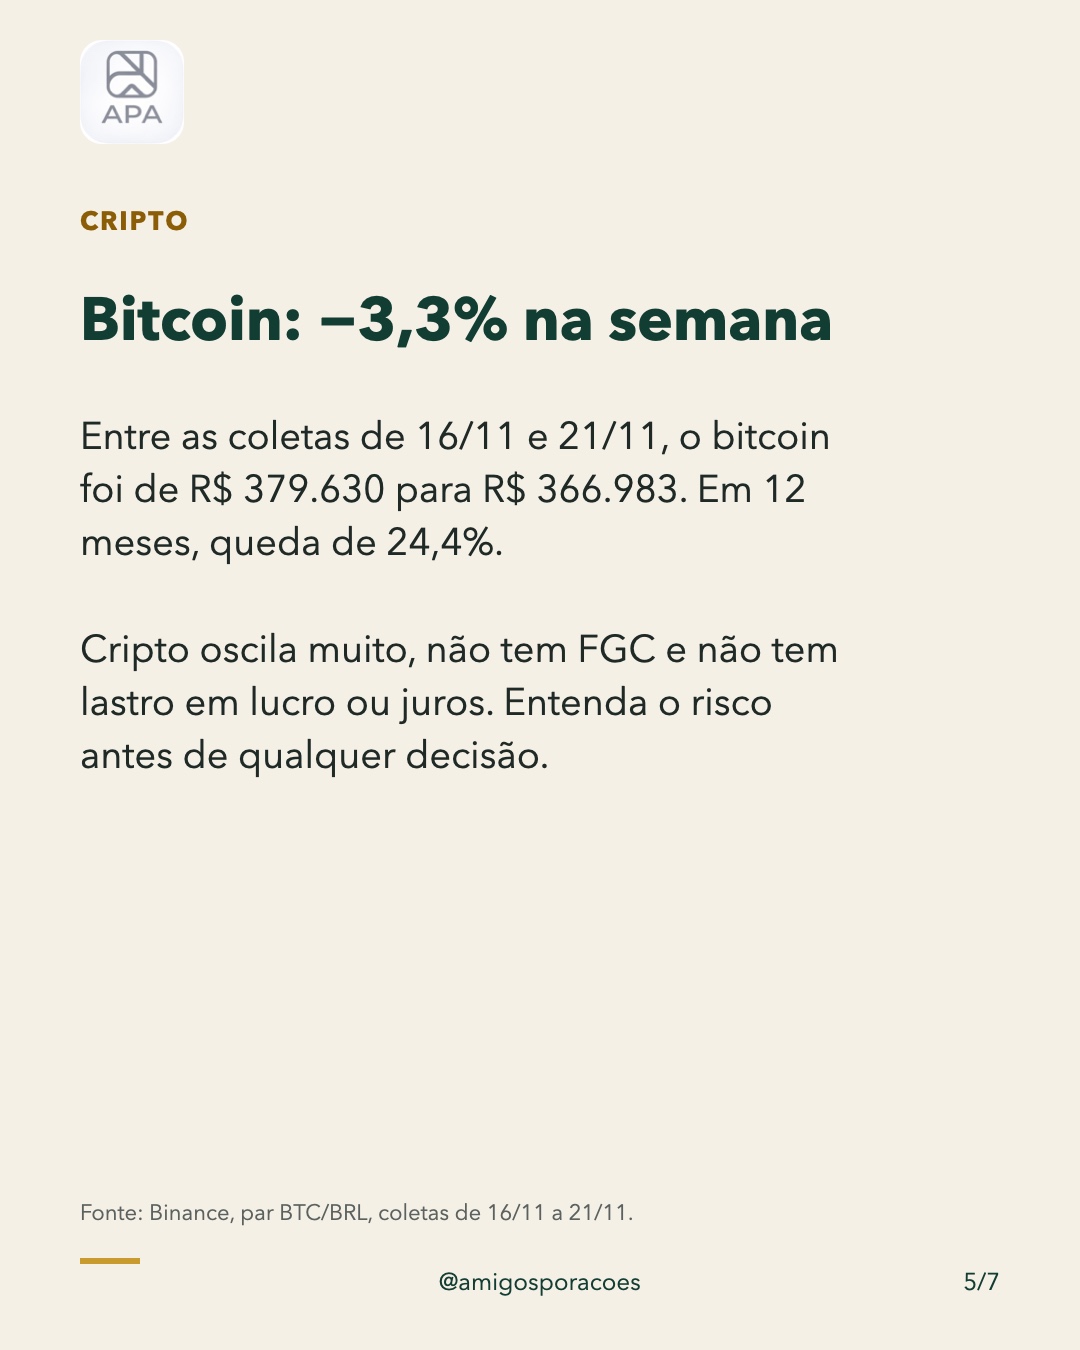 APA
CRIPTO
Bitcoin: −3,3% na semana
Entre as coletas de 16/11 e 21/11, o bitcoin
foi de R$ 379.630 para R$ 366.983. Em 12
meses, queda de 24,4%.
Cripto oscila muito, não tem FGC e não tem
lastro em lucro ou juros. Entenda o risco
antes de qualquer decisão.
Fonte: Binance, par BTC/BRL, coletas de 16/11 a 21/11.
@amigosporacoes
5/7